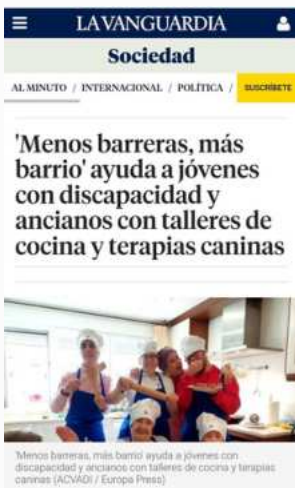 LAVANGUARDIA
Sociedad
AL MINUTO / INTERNACIONAL / POLÍTICA / SUSCRÍBETE
'Menos barreras, más
barrio' ayuda a jóvenes
con discapacidad y
ancianos con talleres de
cocina y terapias caninas
'Menos barreras, más barrio' ayuda a jóvenes con
discapacidad y ancianos con talleres de cocina y terapias
caninas (ACVADI / Europa Press)